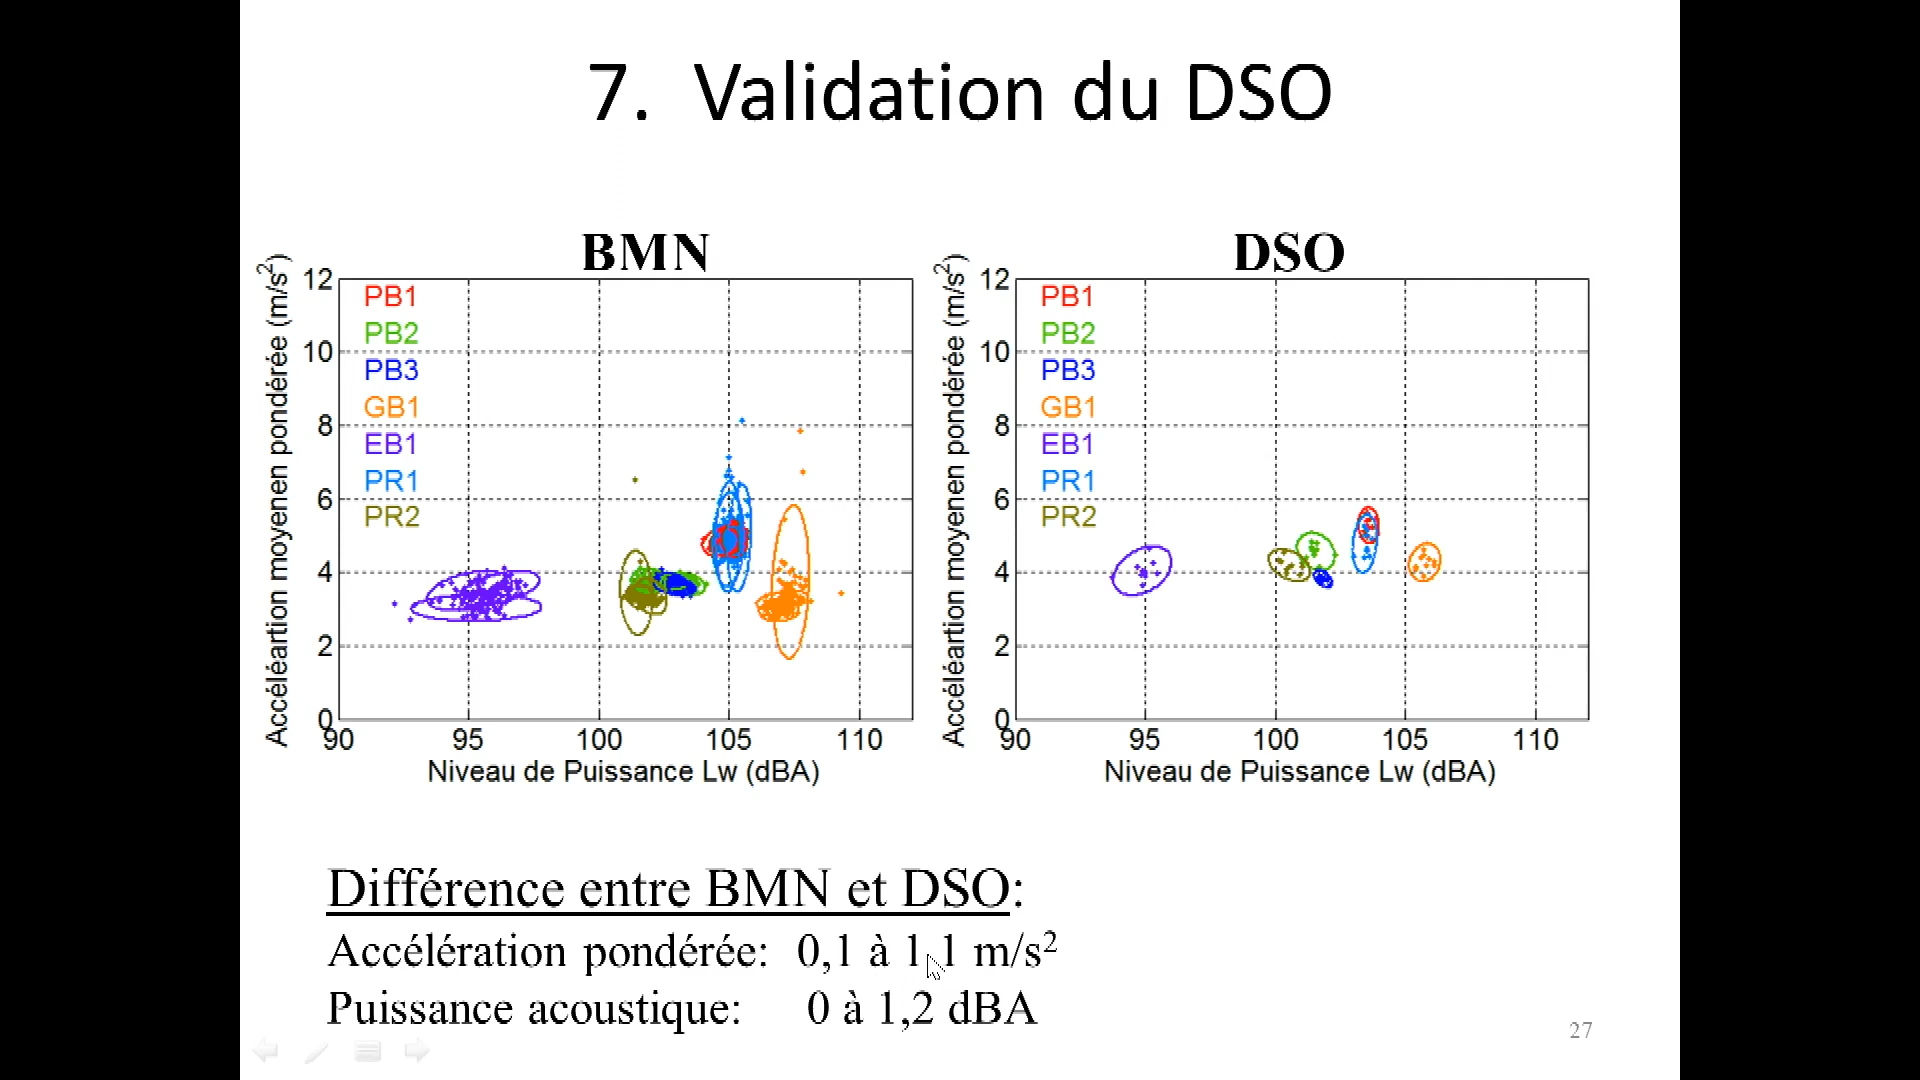 7. Validation du DSO
BMN
Accéléartion moyenen pondérée (m/s²)
12
10
8
6
4
2
0
PB1
PB2
PB3
GB1
EB1
PR1
PR2
90 95 100 105 110
Niveau de Puissance Lw (dBA)
DSO
Accéléartion moyenen pondérée (m/s²)
12
10
8
6
4
2
0
PB1
PB2
PB3
GB1
EB1
PR1
PR2
90 95 100 105 110
Niveau de Puissance Lw (dBA)
Différence entre BMN et DSO:
Accélération pondérée: 0,1 à 1,1 m/s²
Puissance acoustique: 0 à 1,2 dBA
27